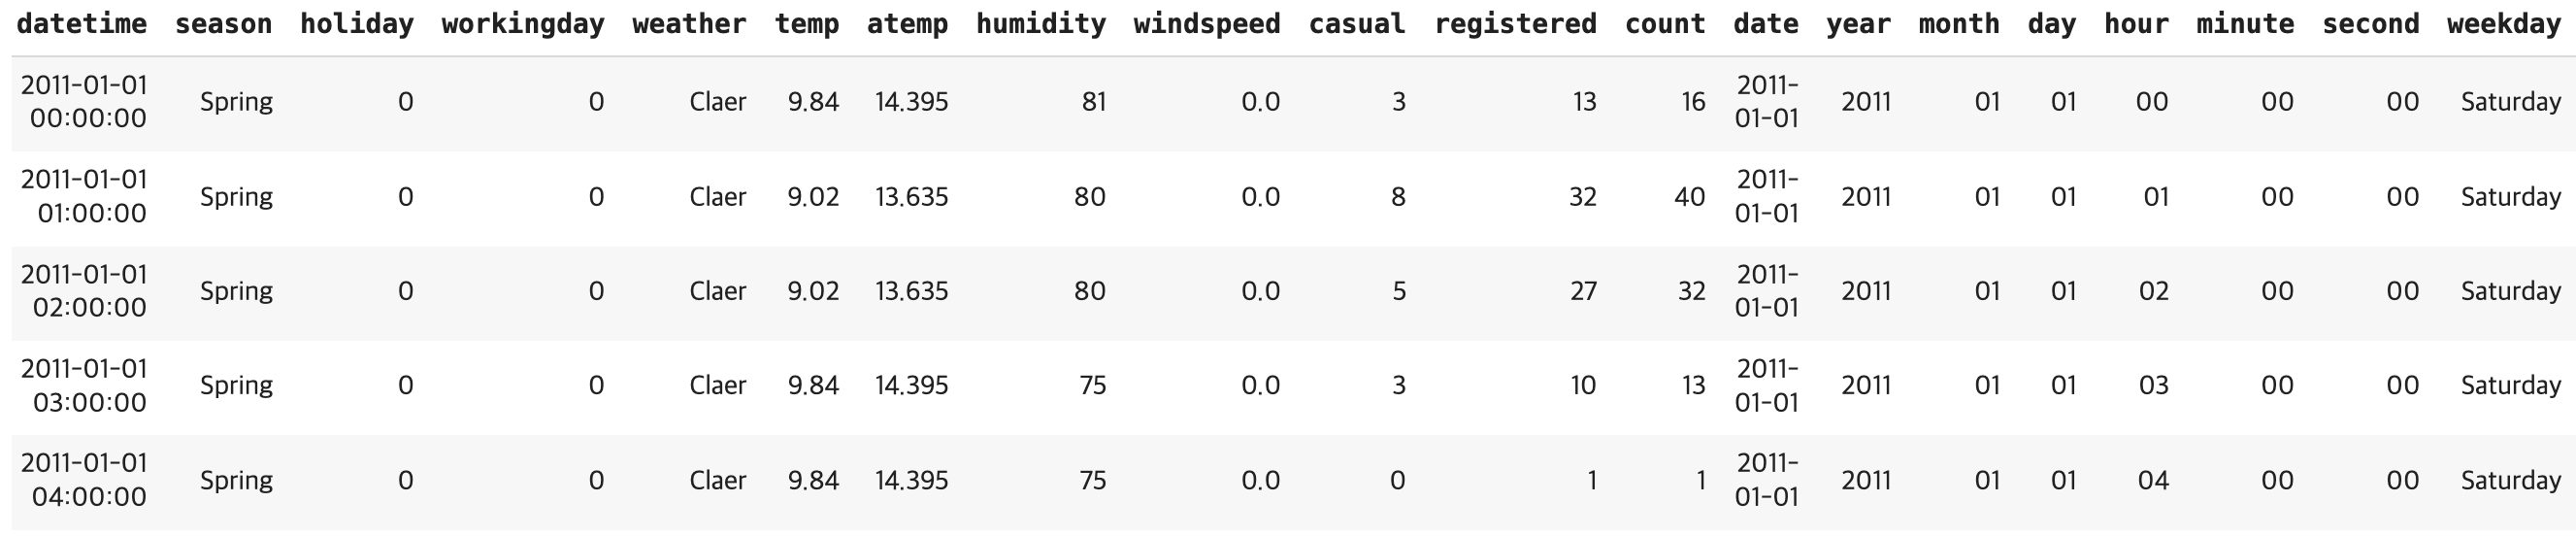 datetime season holiday workingday weather temp atemp humidity windspeed casual registered count date year month day hour minute second weekday
2011-01-01 00:00:00 Spring 0 0 Claer 9.84 14.395 81 0.0 3 13 16 2011-01-01 2011 01 01 00 00 00 Saturday
2011-01-01 01:00:00 Spring 0 0 Claer 9.02 13.635 80 0.0 8 32 40 2011-01-01 2011 01 01 01 00 00 Saturday
2011-01-01 02:00:00 Spring 0 0 Claer 9.02 13.635 80 0.0 5 27 32 2011-01-01 2011 01 01 02 00 00 Saturday
2011-01-01 03:00:00 Spring 0 0 Claer 9.84 14.395 75 0.0 3 10 13 2011-01-01 2011 01 01 03 00 00 Saturday
2011-01-01 04:00:00 Spring 0 0 Claer 9.84 14.395 75 0.0 0 1 1 2011-01-01 2011 01 01 04 00 00 Saturday